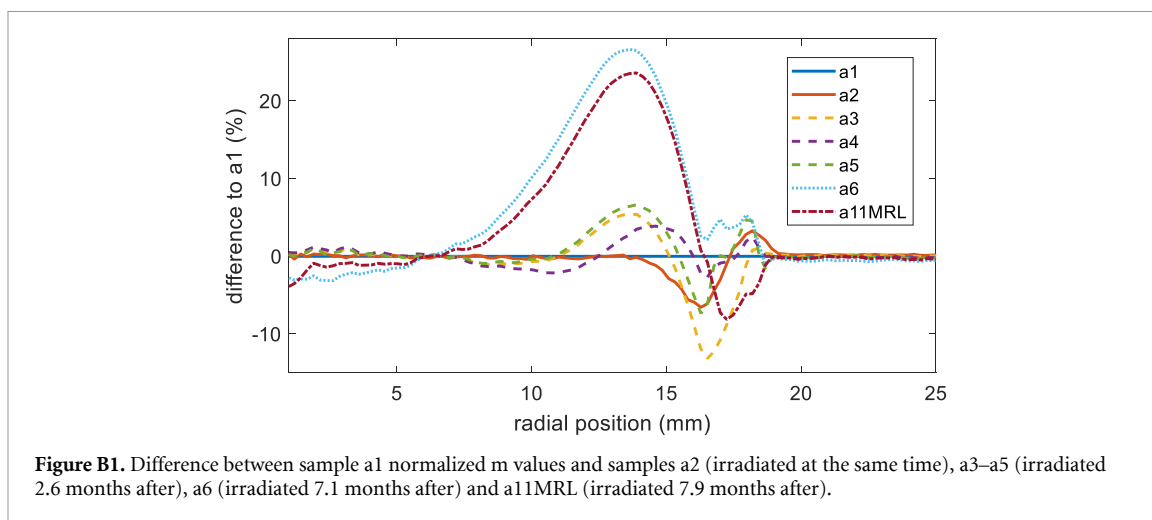 difference to a1 (%)
20
10
0
-10
5
10
15
20
25
radial position (mm)
a1
a2
a3
a4
a5
a6
a11MRL
Figure B1. Difference between sample a1 normalized m values and samples a2 (irradiated at the same time), a3–a5 (irradiated
2.6 months after), a6 (irradiated 7.1 months after) and a11MRL (irradiated 7.9 months after).